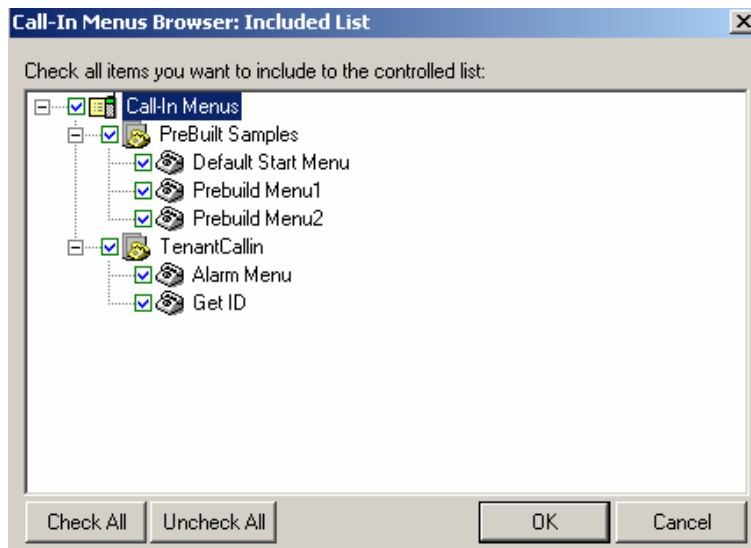 Call-In Menus Browser: Included List
Check all items you want to include to the controlled list:
Call-In Menus
PreBuilt Samples
Default Start Menu
Prebuild Menu1
Prebuild Menu2
TenantCallin
Alarm Menu
Get ID
Check All Uncheck All OK Cancel